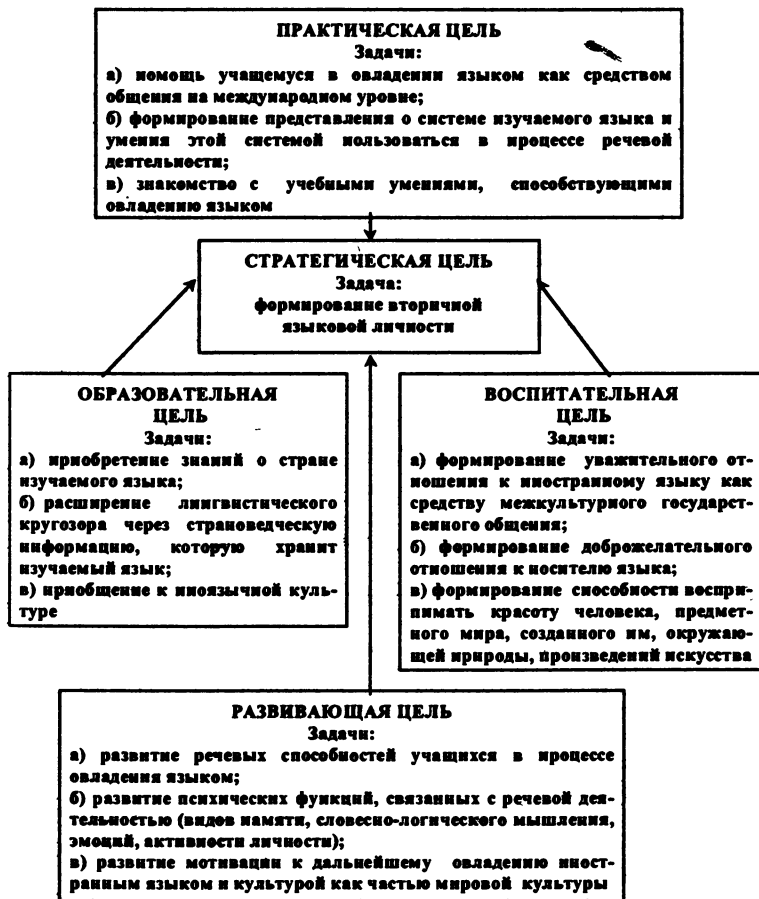 ПРАКТИЧЕСКАЯ ЦЕЛЬ
Задачи:
а) помощь учащемуся в овладении языком как средством
общения на международном уровне;
б) формирование представления о системе изучаемого языка и
умения этой системой пользоваться в процессе речевой
деятельности;
в) знакомство с учебными умениями, способствующими
овладению языком
СТРАТЕГИЧЕСКАЯ ЦЕЛЬ
Задача:
формирование вторичной
языковой личности
ОБРАЗОВАТЕЛЬНАЯ
ЦЕЛЬ
Задачи:
а) приобретение знаний о стране
изучаемого языка;
б) расширение лингвистического
кругозора через страноведческую
информацию, которую хранит
изучаемый язык;
в) приобщение к иноязычной куль-
туре
ВОСПИТАТЕЛЬНАЯ
ЦЕЛЬ
Задачи:
а) формирование уважительного от-
ношения к иностранному языку как
средству межкультурного государст-
венного общения;
б) формирование доброжелательного
отношения к носителю языка;
в) формирование способности воспри-
нимать красоту человека, предмет-
ного мира, созданного им, окружаю-
щей природы, произведений искусства
РАЗВИВАЮЩАЯ ЦЕЛЬ
Задачи:
а) развитие речевых способностей учащихся в процессе
овладения языком;
б) развитие психических функций, связанных с речевой дея-
тельностью (видов памяти, словесно-логического мышления,
эмоций, активности личности);
в) развитие мотивации к дальнейшему овладению иност-
ранным языком и культурой как частью мировой культуры